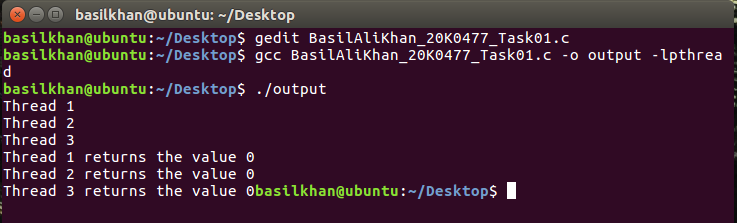 basilkhan@ubuntu: ~/Desktop
basilkhan@ubuntu:~/Desktop$ gedit BasilAliKhan_20K0477_Task01.c
basilkhan@ubuntu:~/Desktop$ gcc BasilAliKhan_20K0477_Task01.c -o output -lpthrea
d
basilkhan@ubuntu:~/Desktop$ ./output
Thread 1
Thread 2
Thread 3
Thread 1 returns the value 0
Thread 2 returns the value 0
Thread 3 returns the value 0basilkhan@ubuntu:~/Desktop$